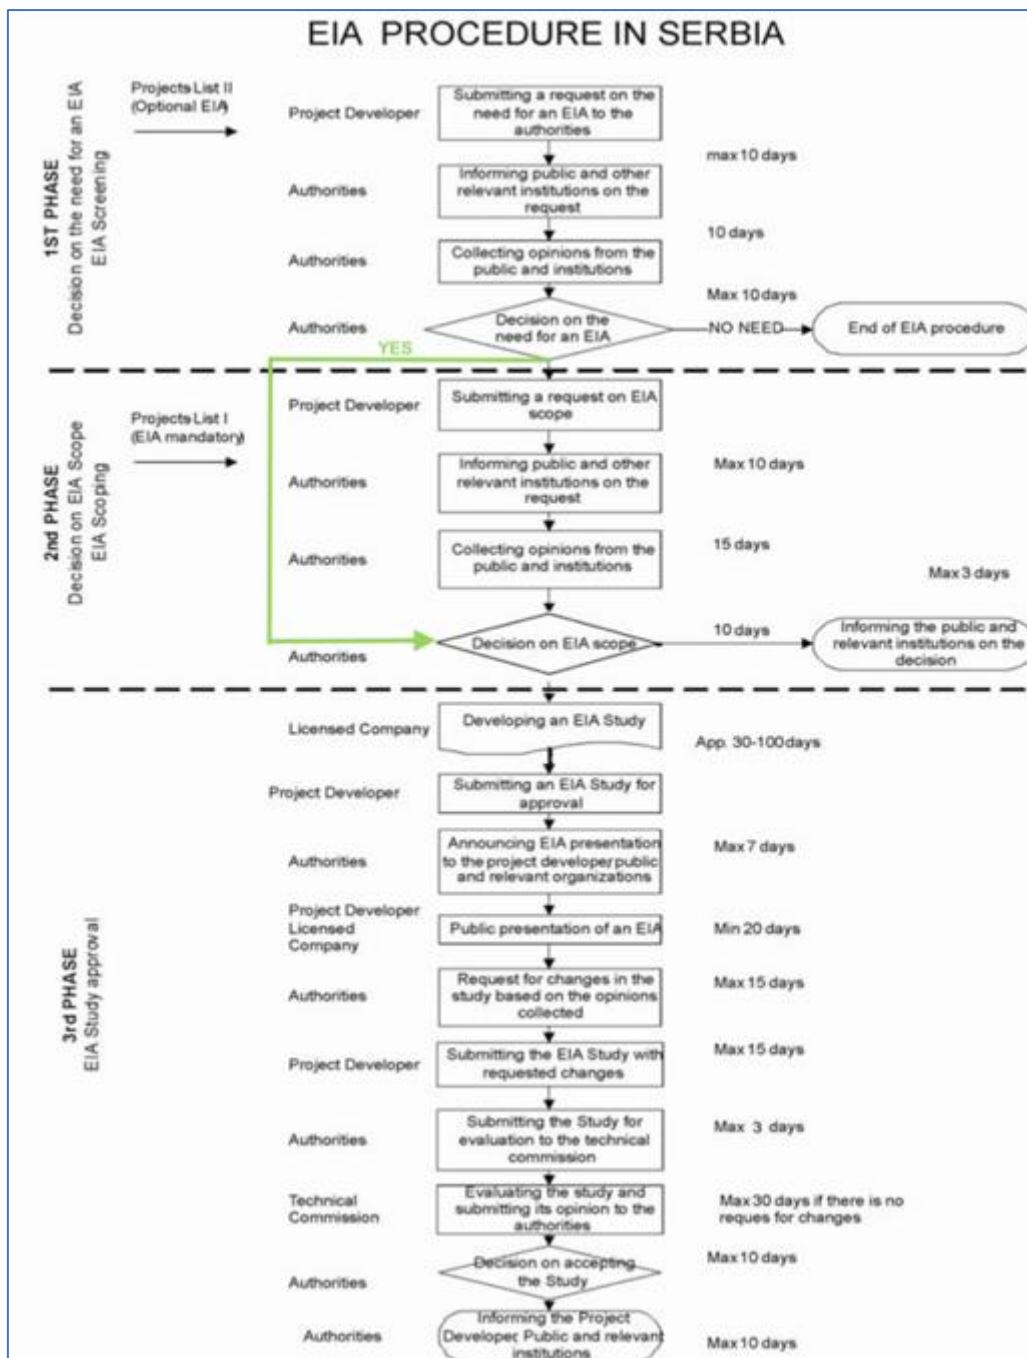 EIA PROCEDURE IN SERBIA
1ST PHASE
Decision on the need for an EIA
EIA Screening
Projects List II
(Optional EIA)
Project Developer
Submitting a request on the
need for an EIA to the
authorities
max 10 days
Authorities
Informing public and other
relevant institutions on the
request
10 days
Authorities
Collecting opinions from the
public and institutions
Max 10 days
Authorities
Decision on the
need for an EIA
NO NEED
End of EIA procedure
YES
2nd PHASE
Decision on EIA Scope
EIA Scoping
Projects List I
(EIA mandatory)
Project Developer
Submitting a request on EIA
scope
Max 10 days
Authorities
Informing public and other
relevant institutions on the
request
15 days
Authorities
Collecting opinions from the
public and institutions
Max 3 days
Authorities
Decision on EIA scope
10 days
Informing the public and
relevant institutions on the
decision
3rd PHASE
EIA Study approval
Licensed Company
Developing an EIA Study
App. 30-100 days
Project Developer
Submitting an EIA Study for
approval
Authorities
Announcing EIA presentation
to the project developer, public
and relevant organizations
Max 7 days
Project Developer
Licensed
Company
Public presentation of an EIA
Min 20 days
Authorities
Request for changes in the
study based on the opinions
collected
Max 15 days
Project Developer
Submitting the EIA Study with
requested changes
Max 15 days
Authorities
Submitting the Study for
evaluation to the technical
commission
Max 3 days
Technical
Commission
Evaluating the study and
submitting its opinion to the
authorities
Max 30 days if there is no
reques for changes
Authorities
Decision on accepting
the Study
Max 10 days
Authorities
Informing the Project
Developer, Public and relevant
institutions
Max 10 days